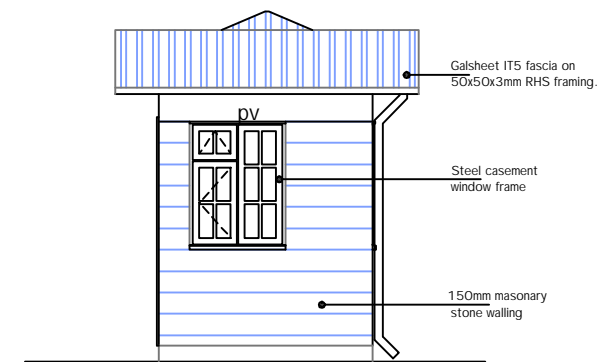 Galsheet IT5 fascia on
50x50x3mm RHS framing.
pv
Steel casement
window frame
150mm masonary
stone walling